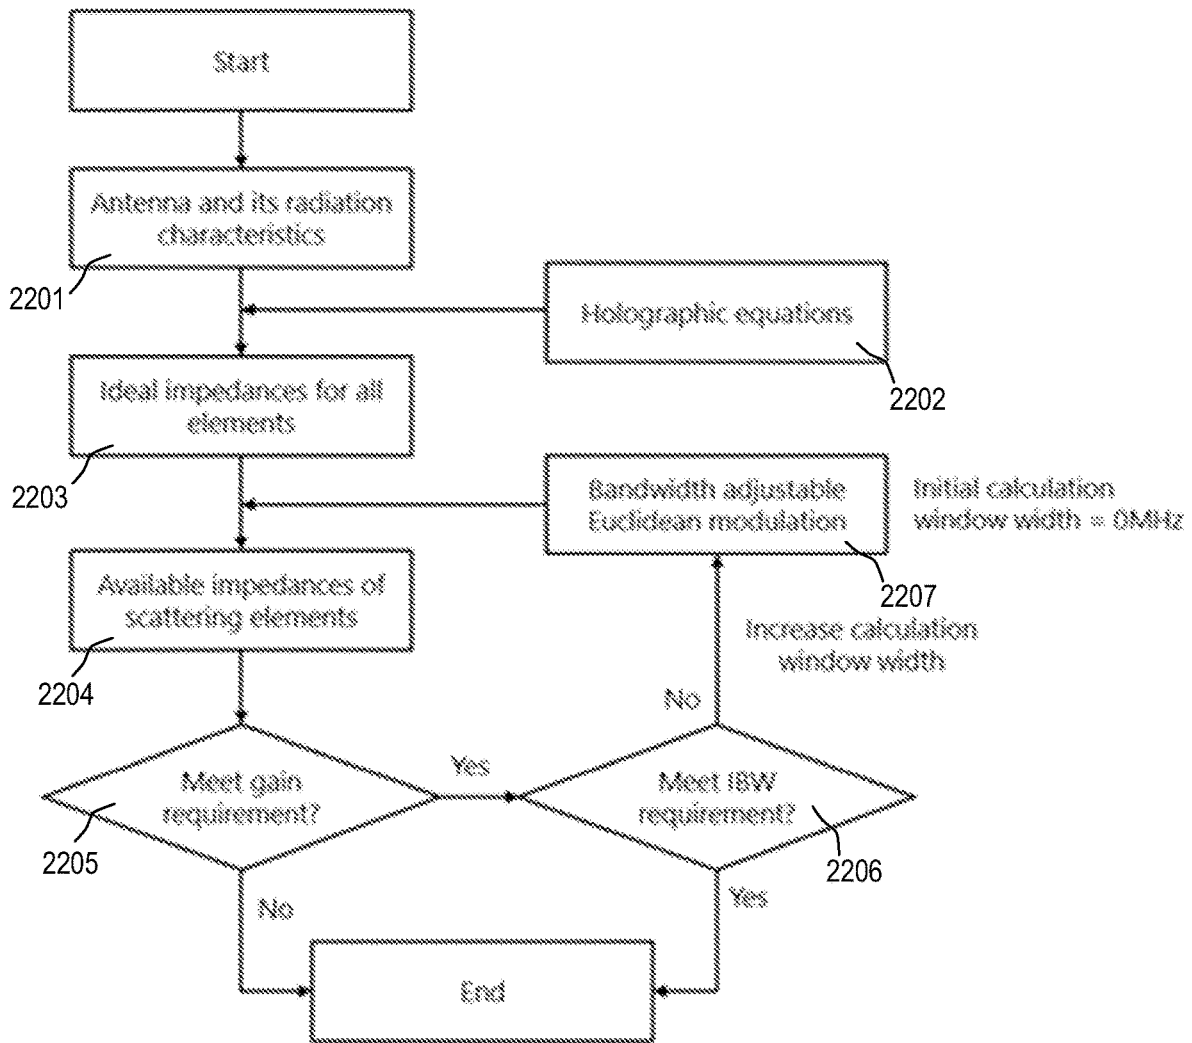 Start
Antenna and its radiation
characteristics
2201
Holographic equations
2202
Ideal impedances for all
elements
2203
Bandwidth adjustable
Euclidean modulation
2207
Initial calculation
window width = 0MHz
Available impedances of
scattering elements
2204
Increase calculation
window width
No
Meet gain
requirement?
2205
Yes
Meet IBW
requirement?
2206
No
Yes
End